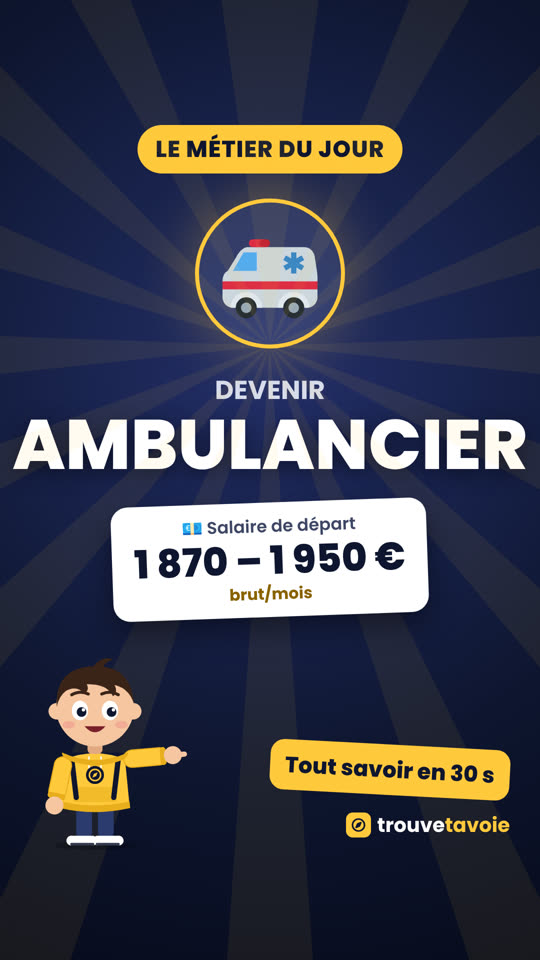 LE MÉTIER DU JOUR
DEVENIR
AMBULANCIER
💶 Salaire de départ
1 870 – 1 950 €
brut/mois
Tout savoir en 30 s
trouvetavoie